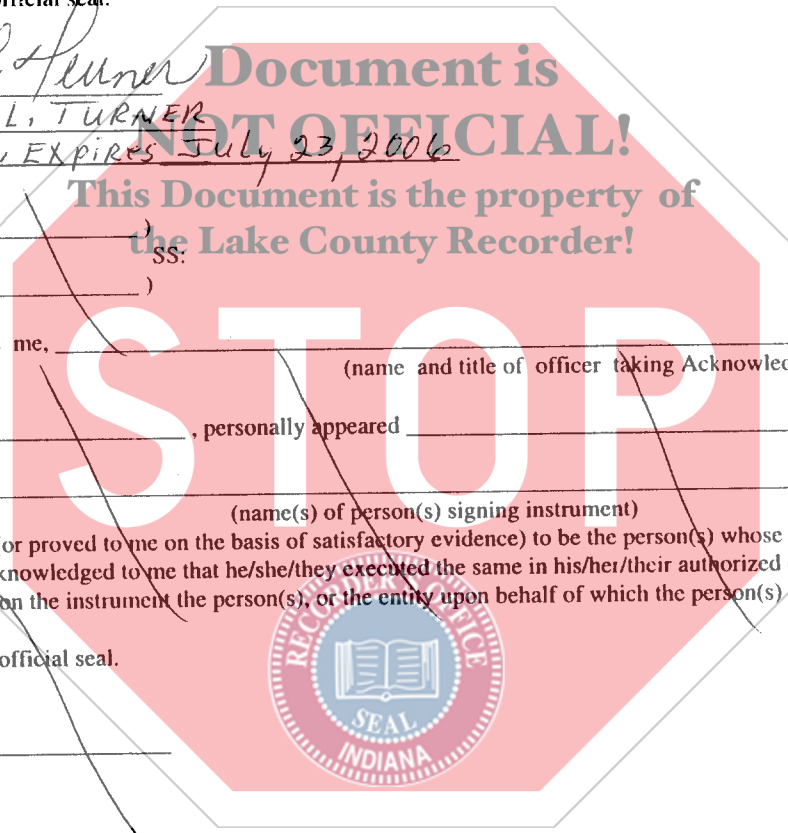 official seal.
Turner
L. TURNER
EXPIRES July 23, 2006
Document is
NOT OFFICIAL!
This Document is the property of
the Lake County Recorder!
)
SS:
)
me,
(name and title of officer taking Acknowled
, personally appeared
(name(s) of person(s) signing instrument)
or proved to me on the basis of satisfactory evidence) to be the person(s) whose
knowledged to me that he/she/they executed the same in his/her/their authorized
on the instrument the person(s), or the entity upon behalf of which the person(s)
official seal.
STOP
RECORDER OFFICE
SEAL
INDIANA